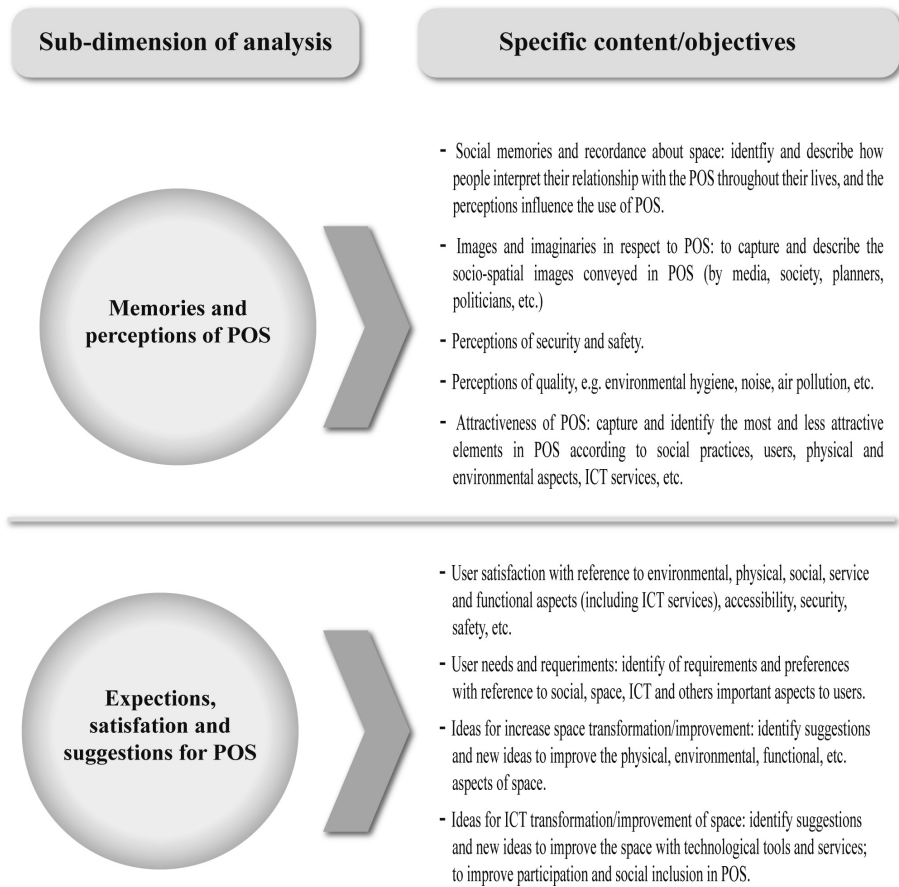 Sub-dimension of analysis
Specific content/objectives
Memories and
perceptions of POS
- Social memories and recordance about space: identfiy and describe how
people interpret their relationship with the POS throughout their lives, and the
perceptions influence the use of POS.
- Images and imaginaries in respect to POS: to capture and describe the
socio-spatial images conveyed in POS (by media, society, planners,
politicians, etc.)
- Perceptions of security and safety.
- Perceptions of quality, e.g. environmental hygiene, noise, air pollution, etc.
- Attractiveness of POS: capture and identify the most and less attractive
elements in POS according to social practices, users, physical and
environmental aspects, ICT services, etc.
Expections,
satisfation and
suggestions for POS
- User satisfaction with reference to environmental, physical, social, service
and functional aspects (including ICT services), accessibility, security,
safety, etc.
- User needs and requeriments: identify of requirements and preferences
with reference to social, space, ICT and others important aspects to users.
- Ideas for increase space transformation/improvement: identify suggestions
and new ideas to improve the physical, environmental, functional, etc.
aspects of space.
- Ideas for ICT transformation/improvement of space: identify suggestions
and new ideas to improve the space with technological tools and services;
to improve participation and social inclusion in POS.